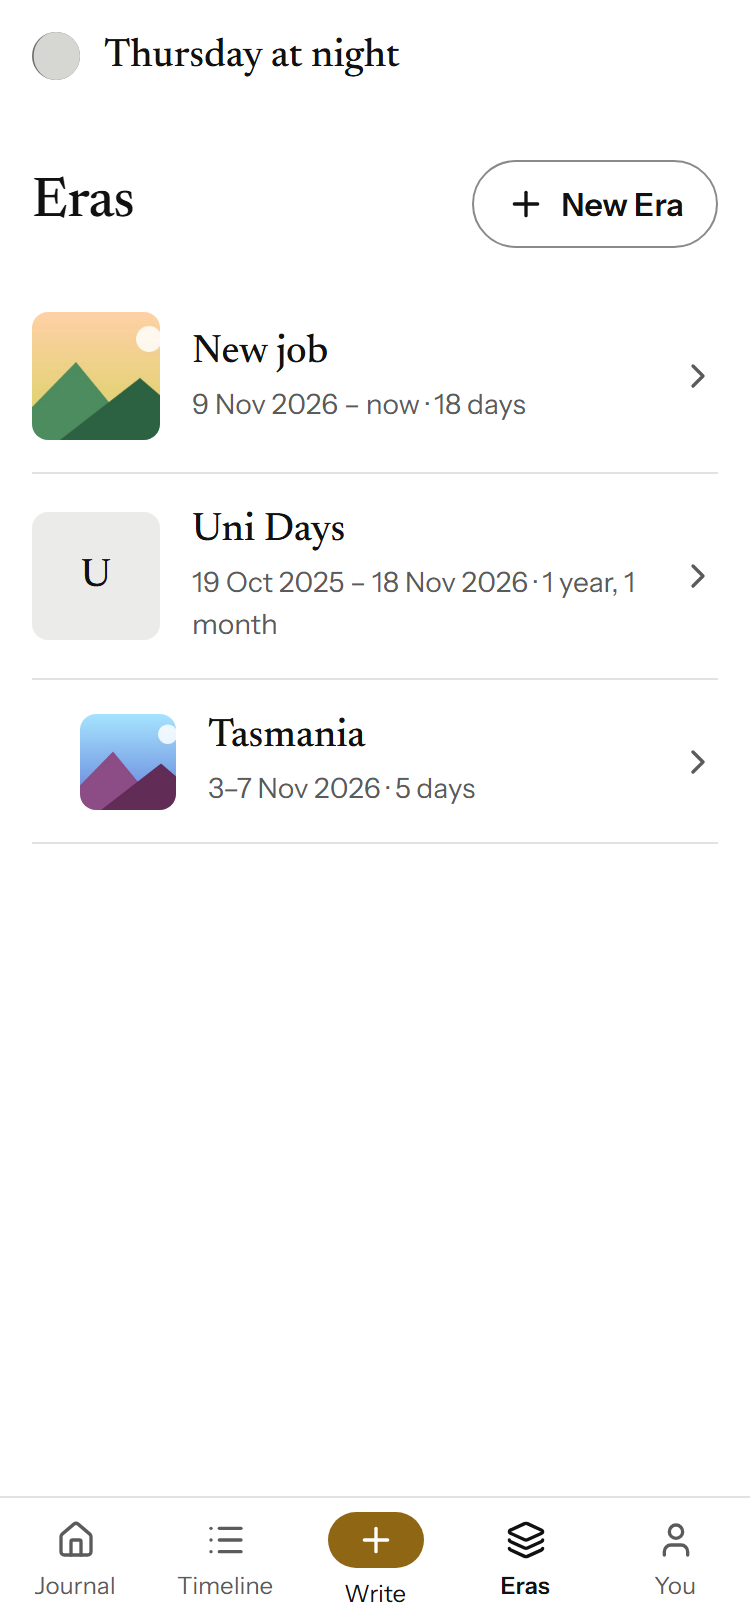 Thursday at night
Eras
New Era
New job
9 Nov 2026 – now · 18 days
U
Uni Days
19 Oct 2025 – 18 Nov 2026 · 1 year, 1
month
Tasmania
3–7 Nov 2026 · 5 days
Journal
Timeline
Write
Eras
You